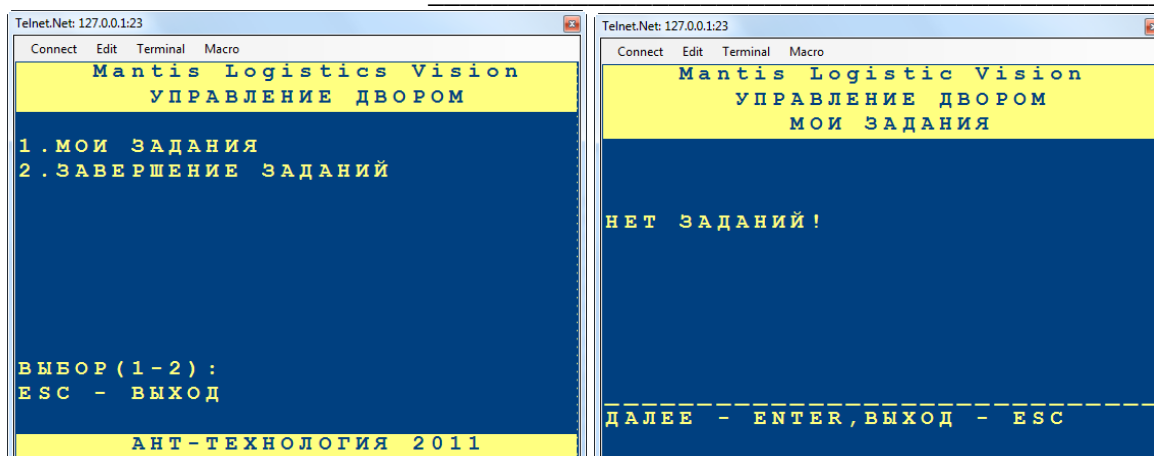 Telnet.Net: 127.0.0.1:23
Connect Edit Terminal Macro
Mantis Logistics Vision
УПРАВЛЕНИЕ ДВОРОМ
1.МОИ ЗАДАНИЯ
2.ЗАВЕРШЕНИЕ ЗАДАНИЙ
ВЫБОР(1-2):
ESC - ВЫХОД
АНТ-ТЕХНОЛОГИЯ 2011
Telnet.Net: 127.0.0.1:23
Connect Edit Terminal Macro
Mantis Logistic Vision
УПРАВЛЕНИЕ ДВОРОМ
МОИ ЗАДАНИЯ
НЕТ ЗАДАНИЙ!
ДАЛЕЕ - ENTER,ВЫХОД - ESC